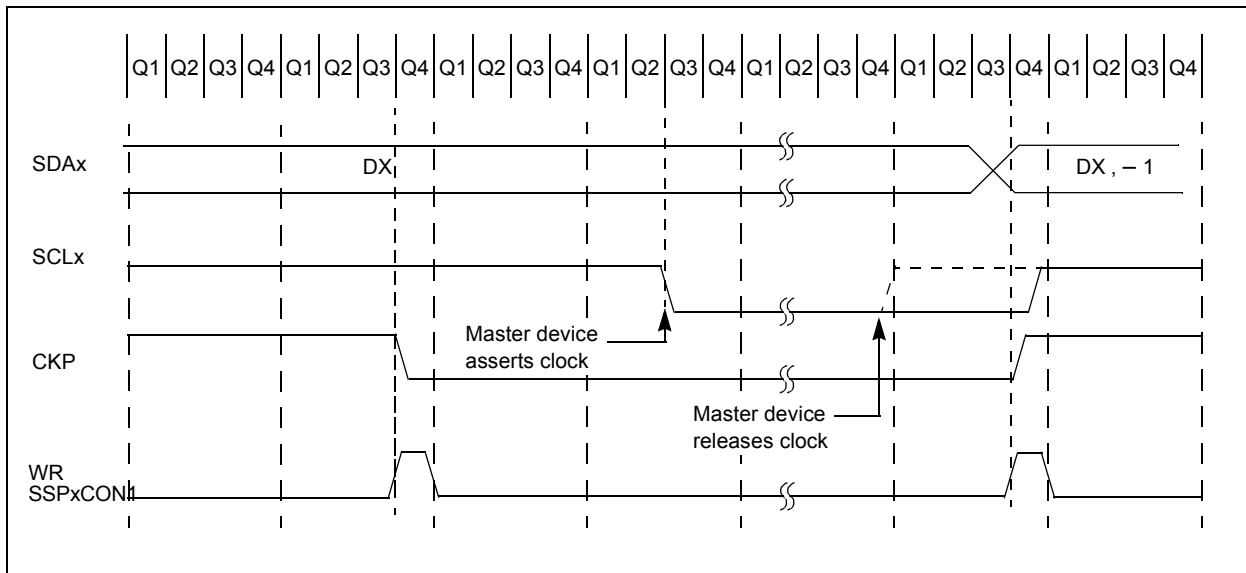 Q1 Q2 Q3 Q4 Q1 Q2 Q3 Q4 Q1 Q2 Q3 Q4 Q1 Q2 Q3 Q4 Q1 Q2 Q3 Q4 Q1 Q2 Q3 Q4 Q1 Q2 Q3 Q4
SDAx
DX
DX , – 1
SCLx
Master device
asserts clock
CKP
Master device
releases clock
WR
SSPxCON1